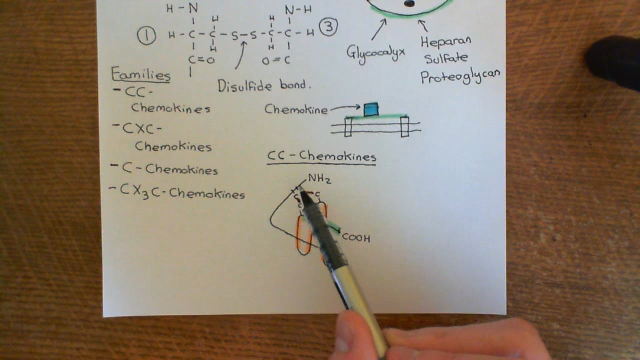 H-N
N-H
H
H
H
H
① H-C-C-S-S-C-C-H ③
H
H
C=O
O=C
Disulfide bond.
Glycocalyx
Heparan
Sulfate
Proteoglycan
Families
-CC-
Chemokines
-CXC-
Chemokines
-C-Chemokines
-CX₃C-Chemokines
Chemokine
CC-Chemokines
NH₂
C
C
COOH